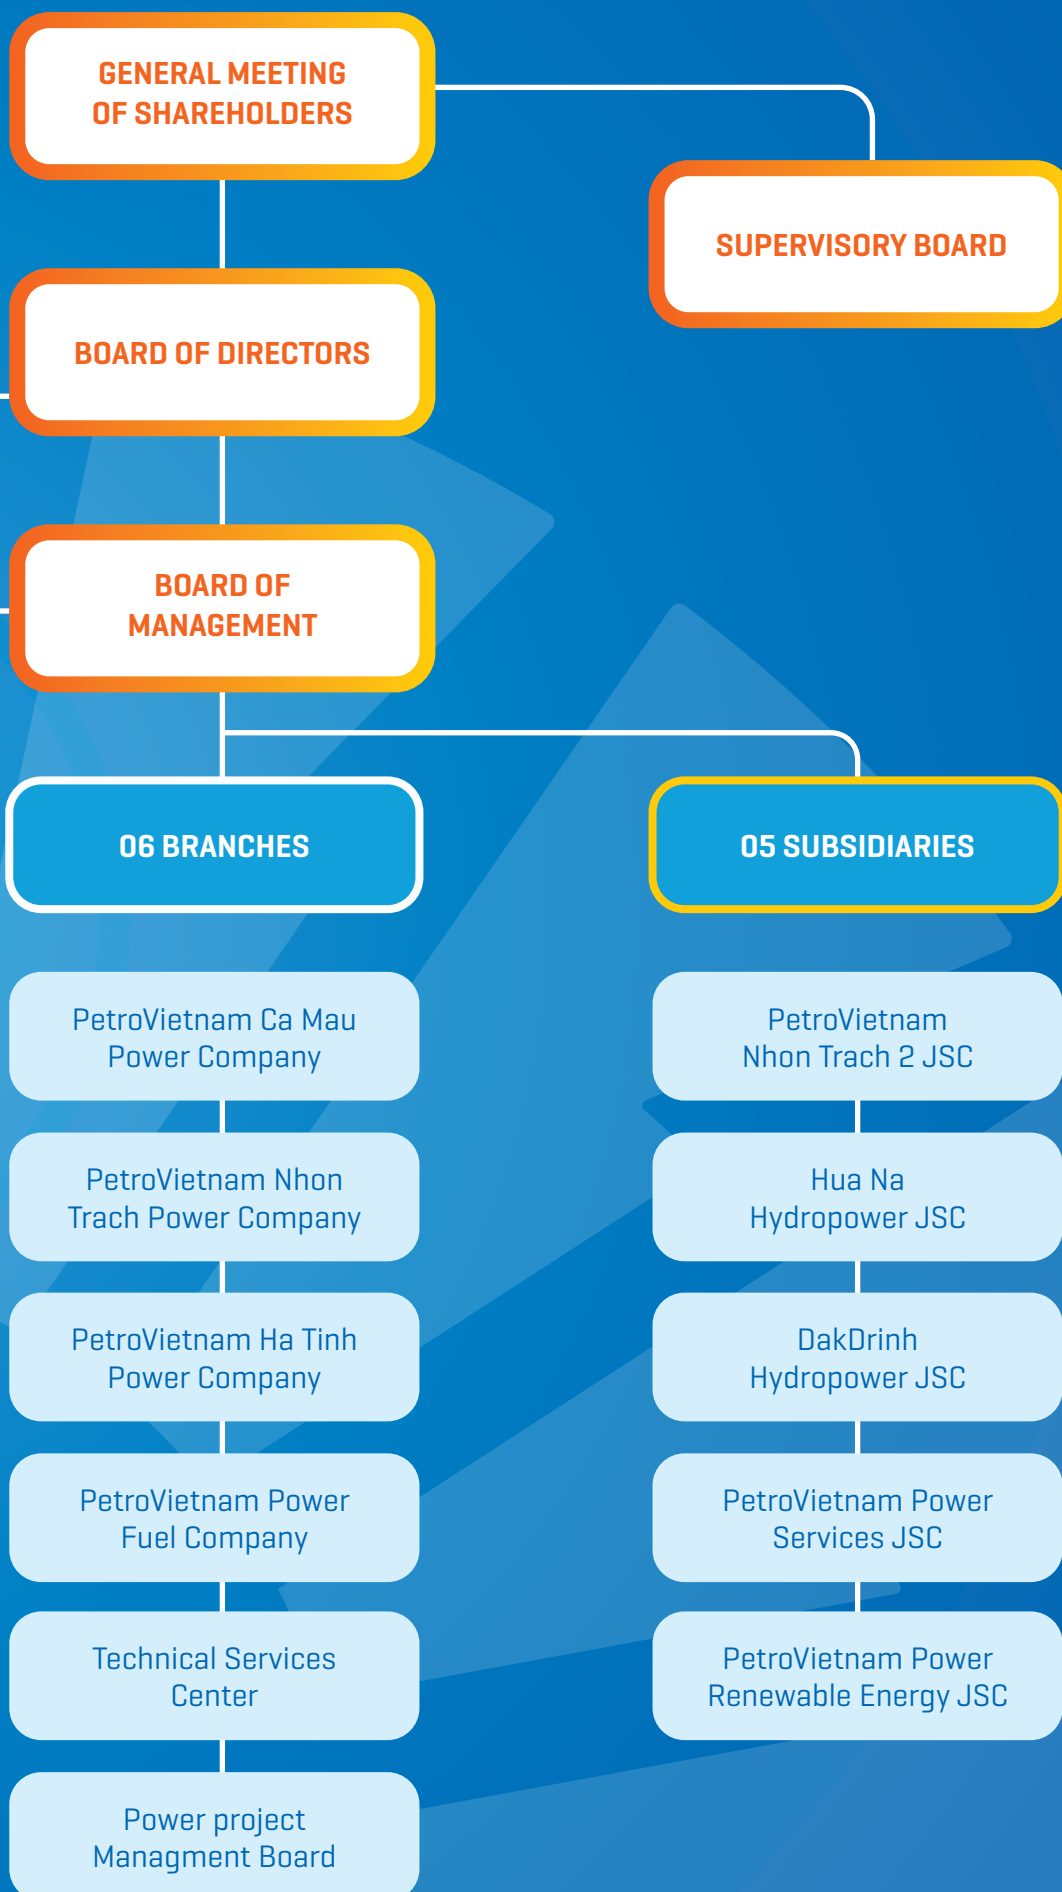 GENERAL MEETING
OF SHAREHOLDERS
SUPERVISORY BOARD
BOARD OF DIRECTORS
BOARD OF
MANAGEMENT
06 BRANCHES
PetroVietnam Ca Mau
Power Company
PetroVietnam Nhon
Trach Power Company
PetroVietnam Ha Tinh
Power Company
PetroVietnam Power
Fuel Company
Technical Services
Center
Power project
Managment Board
05 SUBSIDIARIES
PetroVietnam
Nhon Trach 2 JSC
Hua Na
Hydropower JSC
DakDrinh
Hydropower JSC
PetroVietnam Power
Services JSC
PetroVietnam Power
Renewable Energy JSC